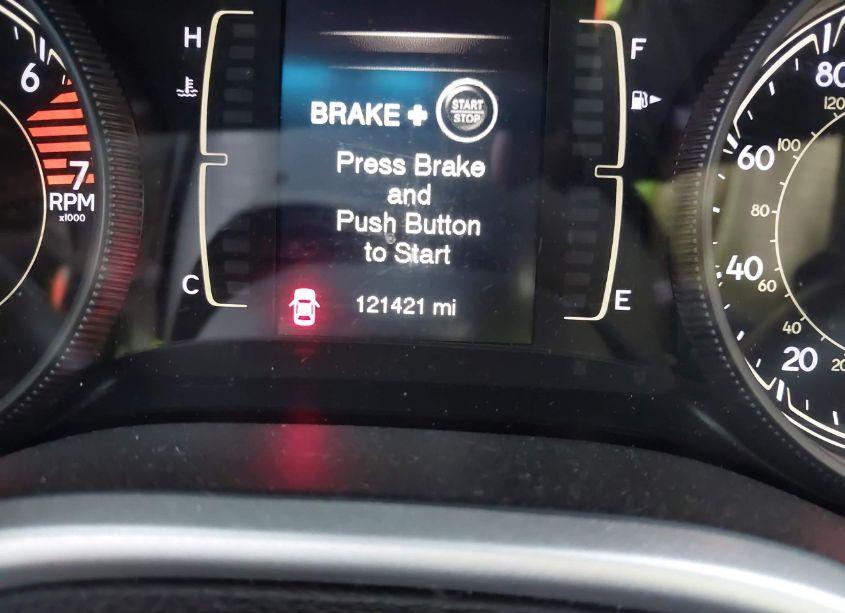 H
F
6
7
RPM
x1000
BRAKE + START STOP
Press Brake
and
Push Button
to Start
C
E
121421 mi
80
120
60
100
80
40
60
40
20
20